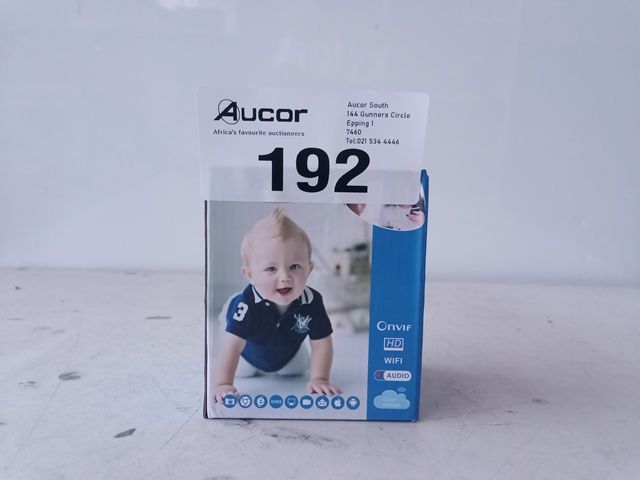 Aucor
Africa's favourite auctioneers
Aucor South
144 Gunners Circle
Epping 1
7460
Tel:021 534 4446
192
3
Onvif
HD
WIFI
AUDIO